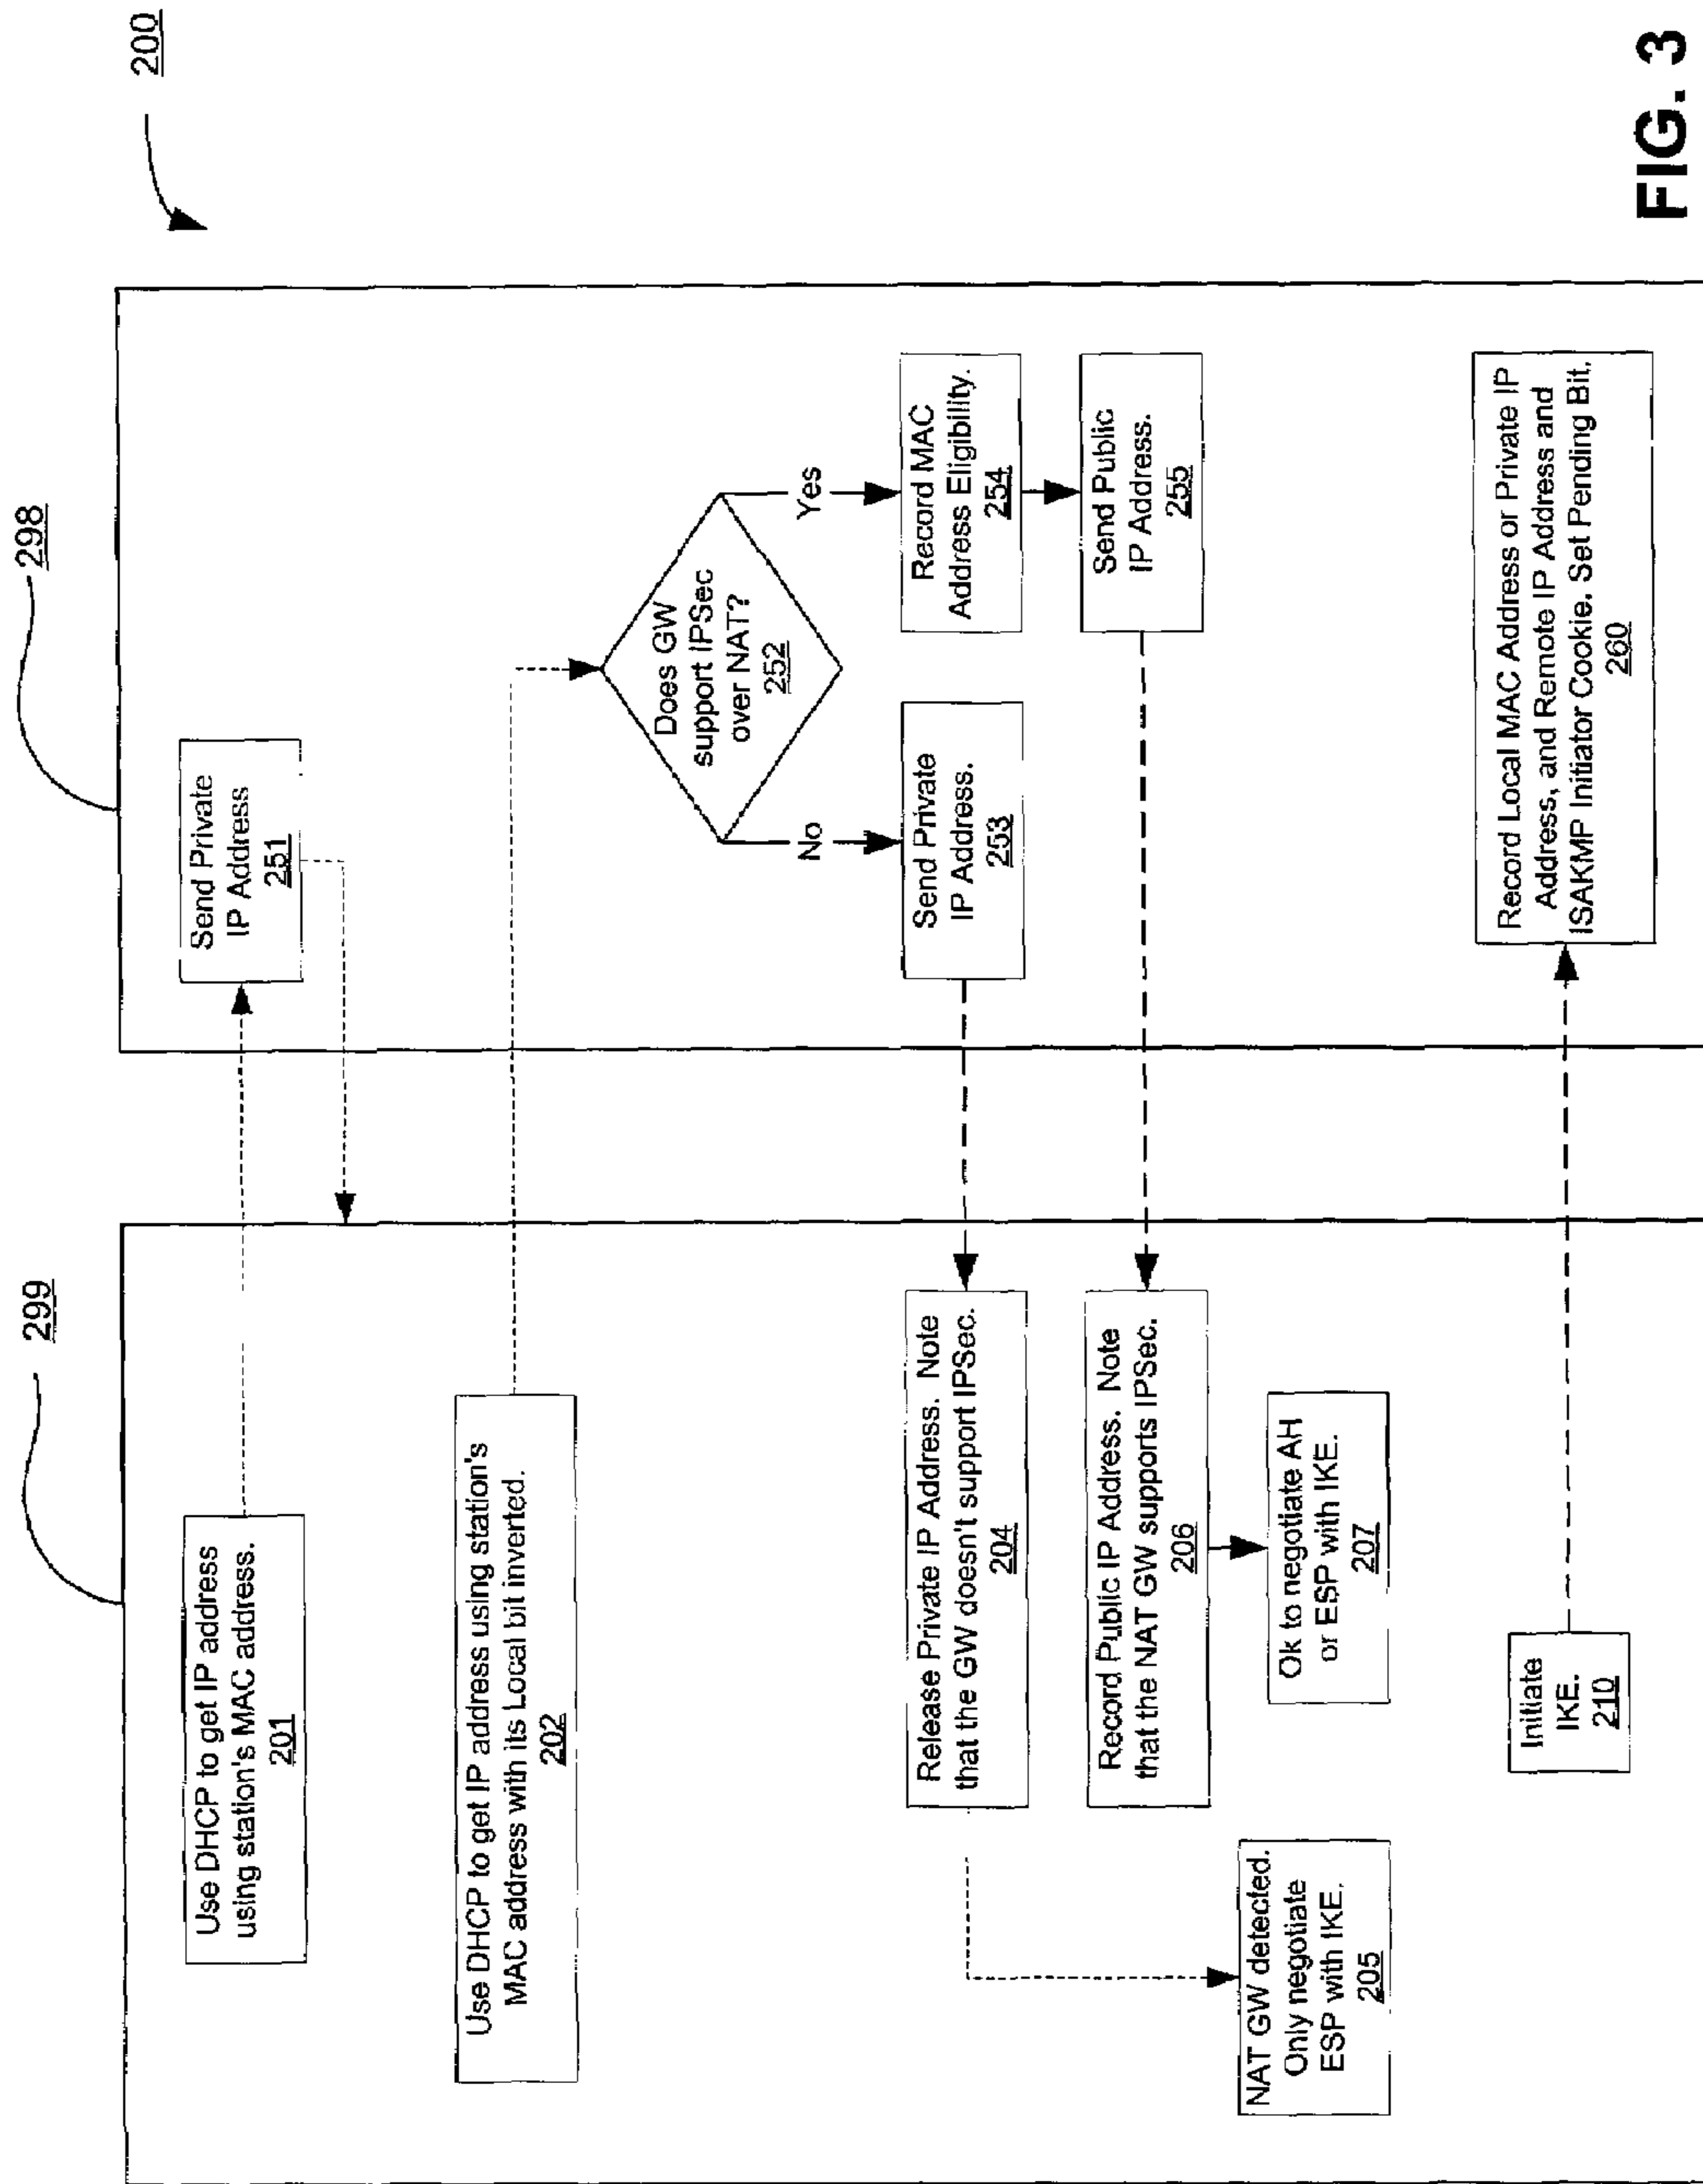 200
299
298
Use DHCP to get IP address
using station's MAC address.
201
Send Private
IP Address
251
Use DHCP to get IP address using station's
MAC address with its Local bit inverted.
202
Does GW
support IPSec
over NAT?
252
No
Yes
Send Private
IP Address.
253
Record MAC
Address Eligibility.
254
Send Public
IP Address.
255
Release Private IP Address. Note
that the GW doesn't support IPSec.
204
NAT GW detected.
Only negotiate
ESP with IKE.
205
Record Public IP Address. Note
that the NAT GW supports IPSec.
206
Ok to negotiate AH
or ESP with IKE.
207
Initiate
IKE.
210
Record Local MAC Address or Private IP
Address, and Remote IP Address and
ISAKMP Initiator Cookie. Set Pending Bit.
260
FIG. 3